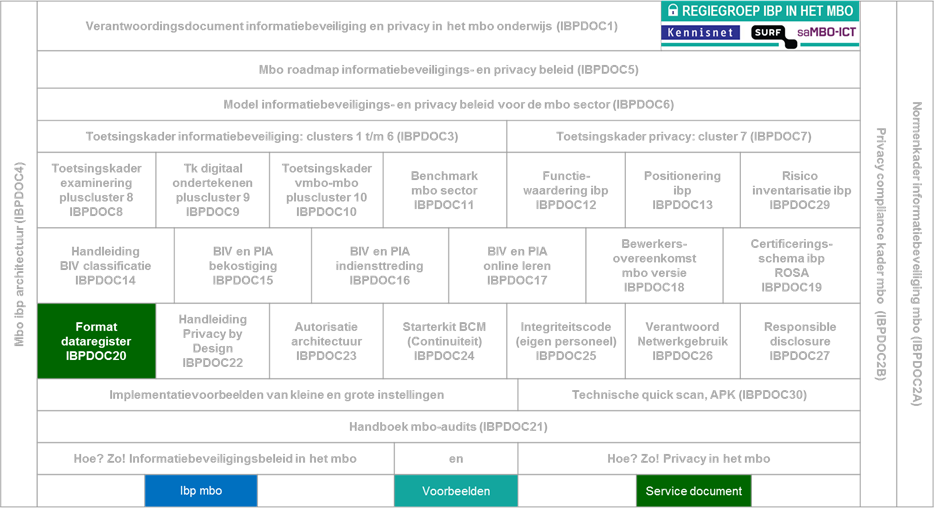 Verantwoordingsdocument informatiebeveiliging en privacy in het mbo onderwijs (IBPDOC1)
REGIEGROEP IBP IN HET MBO
Kennisnet
SURF
saMBO-ICT
Mbo roadmap informatiebeveiligings- en privacy beleid (IBPDOC5)
Model informatiebeveiligings- en privacy beleid voor de mbo sector (IBPDOC6)
Toetsingskader informatiebeveiliging: clusters 1 t/m 6 (IBPDOC3)
Toetsingskader privacy: cluster 7 (IBPDOC7)
Mbo ibp architectuur (IBPDOC4)
Toetsingskader
examinering
pluscluster 8
IBPDOC8
Tk digitaal
ondertekenen
pluscluster 9
IBPDOC9
Toetsingskader
vmbo-mbo
pluscluster 10
IBPDOC10
Benchmark
mbo sector
IBPDOC11
Functie-
waardering ibp
IBPDOC12
Positionering
ibp
IBPDOC13
Risico
inventarisatie ibp
IBPDOC29
Handleiding
BIV classificatie
IBPDOC14
BIV en PIA
bekostiging
IBPDOC15
BIV en PIA
indiensttreding
IBPDOC16
BIV en PIA
online leren
IBPDOC17
Bewerkers-
overeenkomst
mbo versie
IBPDOC18
Certificerings-
schema ibp
ROSA
IBPDOC19
Format
dataregister
IBPDOC20
Handleiding
Privacy by
Design
IBPDOC22
Autorisatie
architectuur
IBPDOC23
Starterkit BCM
(Continuiteit)
IBPDOC24
Integriteitscode
(eigen personeel)
IBPDOC25
Verantwoord
Netwerkgebruik
IBPDOC26
Responsible
disclosure
IBPDOC27
Implementatievoorbeelden van kleine en grote instellingen
Technische quick scan, APK (IBPDOC30)
Handboek mbo-audits (IBPDOC21)
Hoe? Zo! Informatiebeveiligingsbeleid in het mbo
en
Hoe? Zo! Privacy in het mbo
Ibp mbo
Voorbeelden
Service document
Privacy compliance kader mbo (IBPDOC2B)
Normenkader informatiebeveiliging mbo (IBPDOC2A)